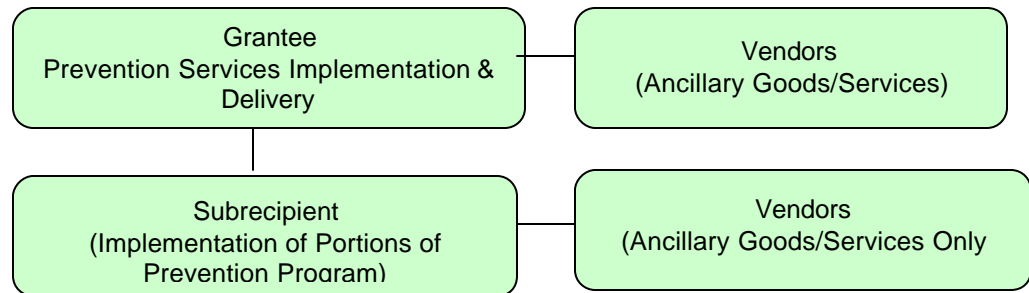 Grantee
Prevention Services Implementation &
Delivery
Vendors
(Ancillary Goods/Services)
Subrecipient
(Implementation of Portions of
Prevention Program)
Vendors
(Ancillary Goods/Services Only